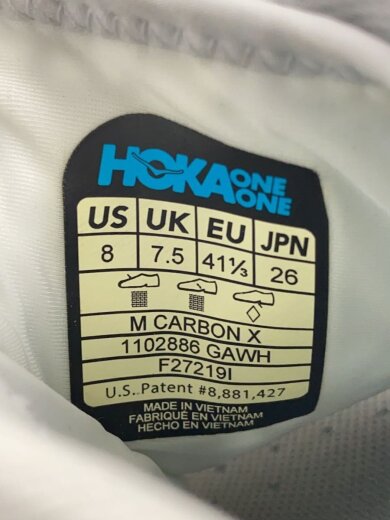 HOKA ONE ONE
US UK EU JPN
8 7.5 41⅓ 26
M CARBON X
1102886 GAWH
F27219I
U.S. Patent #8,881,427
MADE IN VIETNAM
FABRIQUÉ EN VIETNAM
HECHO EN VIETNAM